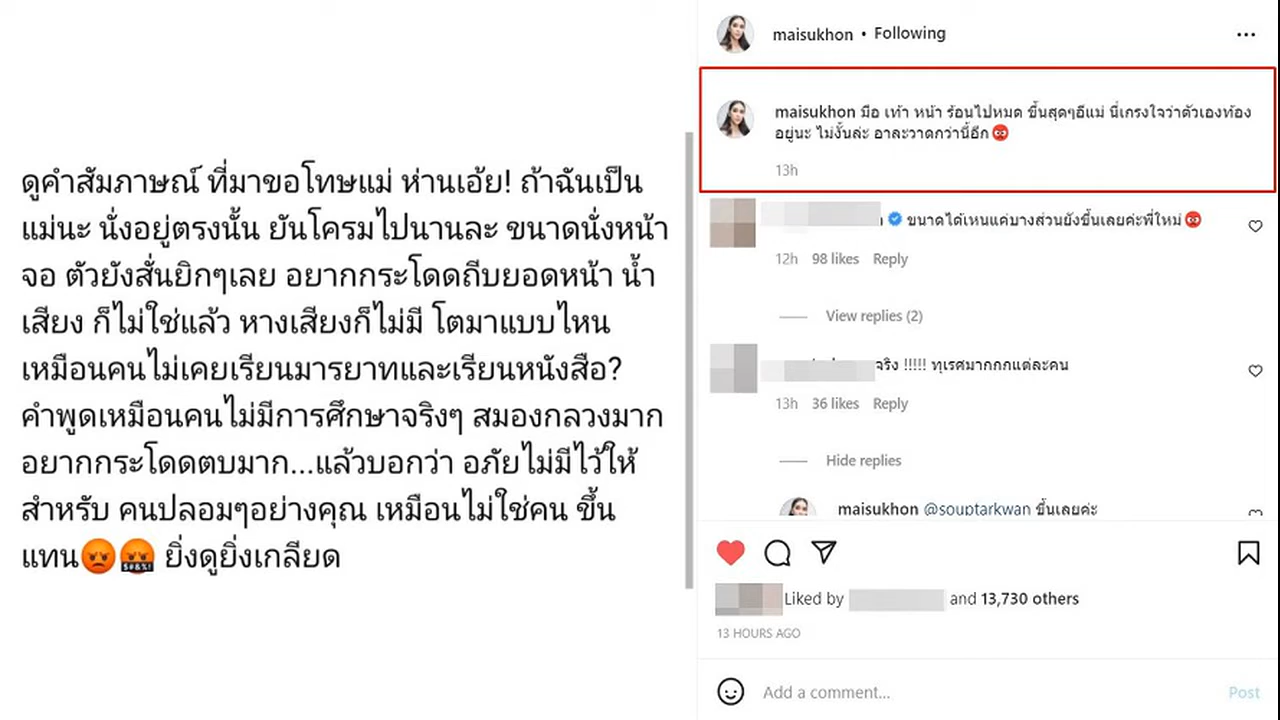 ดูคำสัมภาษณ์ ที่มาขอโทษแม่ ห่านเอ้ย! ถ้าฉันเป็น
แม่นะ นั่งอยู่ตรงนั้น ยันโครมไปนานละ ขนาดนั่งหน้า
จอ ตัวยังสั่นยิกๆเลย อยากกระโดดถีบยอดหน้า น้ำ
เสียง ก็ไม่ใช่แล้ว หางเสียงก็ไม่มี โตมาแบบไหน
เหมือนคนไม่เคยเรียนมารยาทและเรียนหนังสือ?
คำพูดเหมือนคนไม่มีการศึกษาจริงๆ สมองกลวงมาก
อยากกระโดดตบมาก...แล้วบอกว่า อภัยไม่มีไว้ให้
สำหรับ คนปลอมๆอย่างคุณ เหมือนไม่ใช่คน ขึ้น
แทน😡🤬 ยิ่งดูยิ่งเกลียด
maisukhon • Following
maisukhon มือ เท้า หน้า ร้อนไปหมด ขึ้นสุดๆอีแม่ นี่เกรงใจว่าตัวเองท้อง
อยู่นะ ไม่งั้นล่ะ อาละวาดกว่านี้อีก😡
13h
ขนาดได้เหนแค่บางส่วนยังขึ้นเลยค่ะพี่ใหม่😡
12h 98 likes Reply
View replies (2)
จริง !!!!! ทุเรศมากกกแต่ละคน
13h 36 likes Reply
Hide replies
maisukhon @souptarkwan ขึ้นเลยค่ะ
Liked by and 13,730 others
13 HOURS AGO
Add a comment... Post